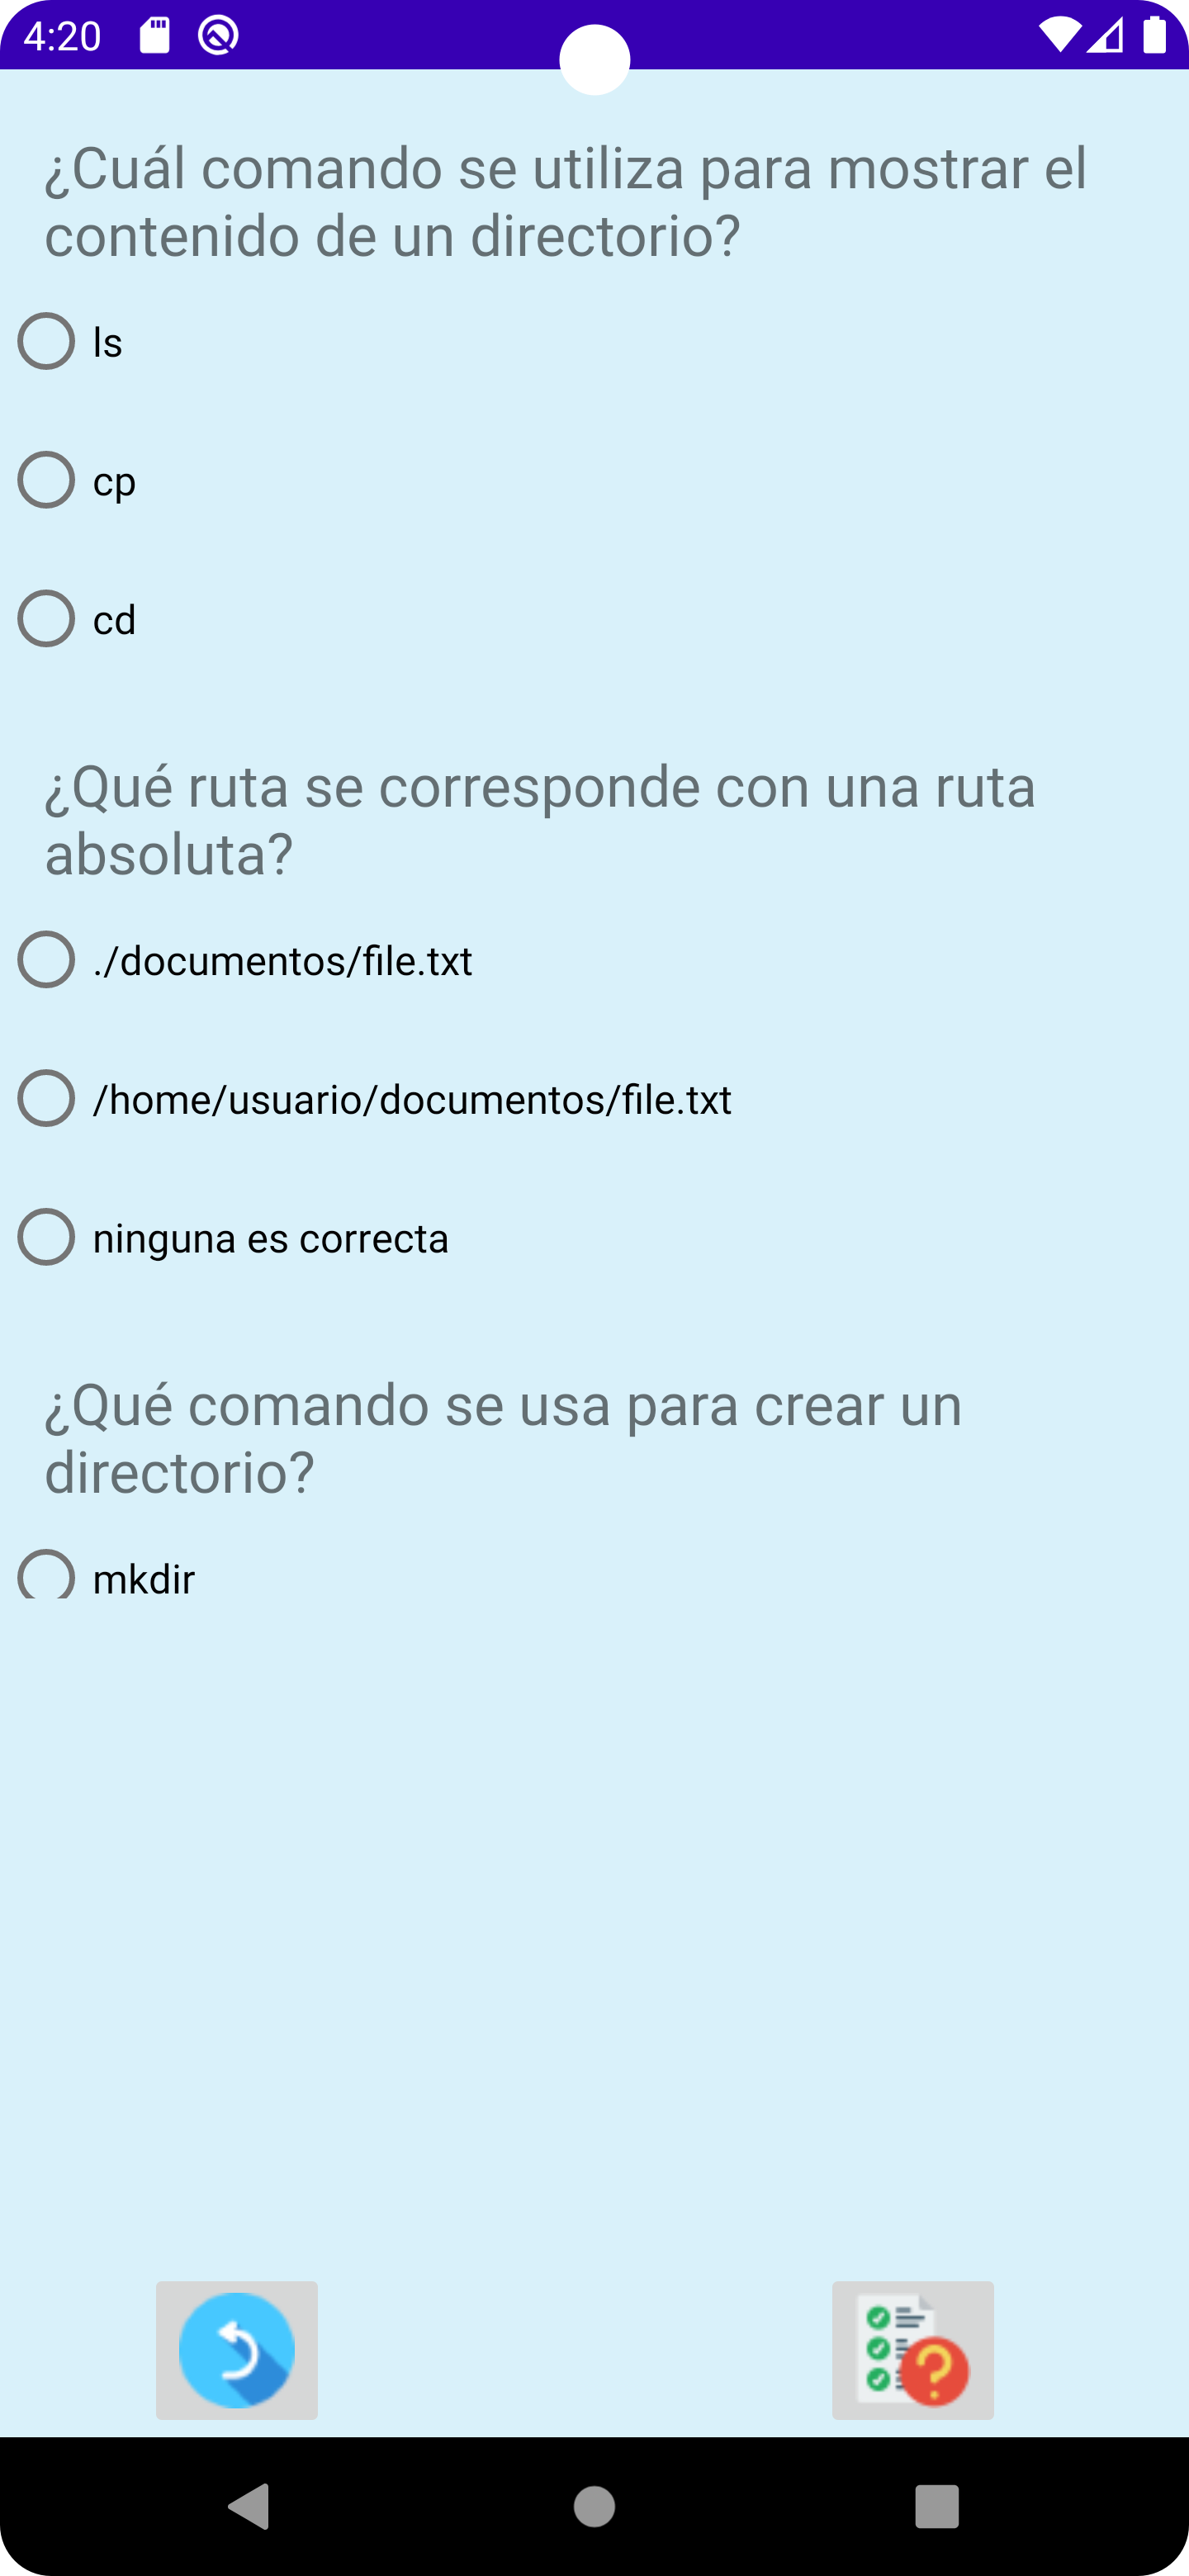 4:20
¿Cuál comando se utiliza para mostrar el
contenido de un directorio?
ls
cp
cd
¿Qué ruta se corresponde con una ruta
absoluta?
./documentos/file.txt
/home/usuario/documentos/file.txt
ninguna es correcta
¿Qué comando se usa para crear un
directorio?
mkdir